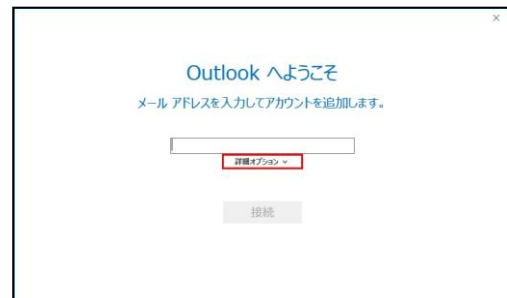 Outlook へようこそ
メール アドレスを入力してアカウントを追加します。
詳細オプション
接続